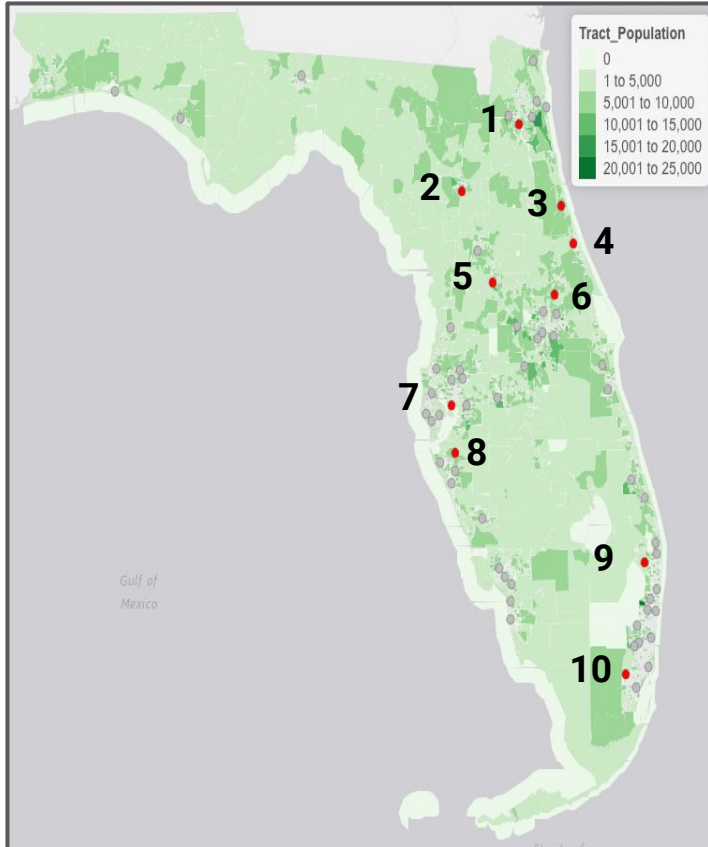 Tract_Population
0
1 to 5,000
5,001 to 10,000
10,001 to 15,000
15,001 to 20,000
20,001 to 25,000
1
2
3
4
5
6
7
8
9
10
Gulf of
Mexico